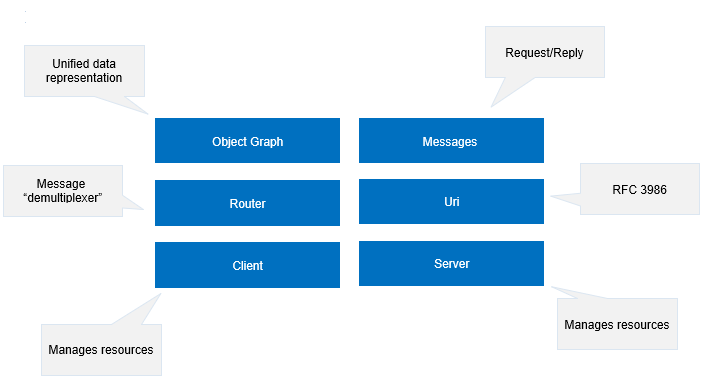 Request/Reply
Unified data
representation
Object Graph
Messages
Message
“demultiplexer”
Router
Uri
RFC 3986
Client
Server
Manages resources
Manages resources